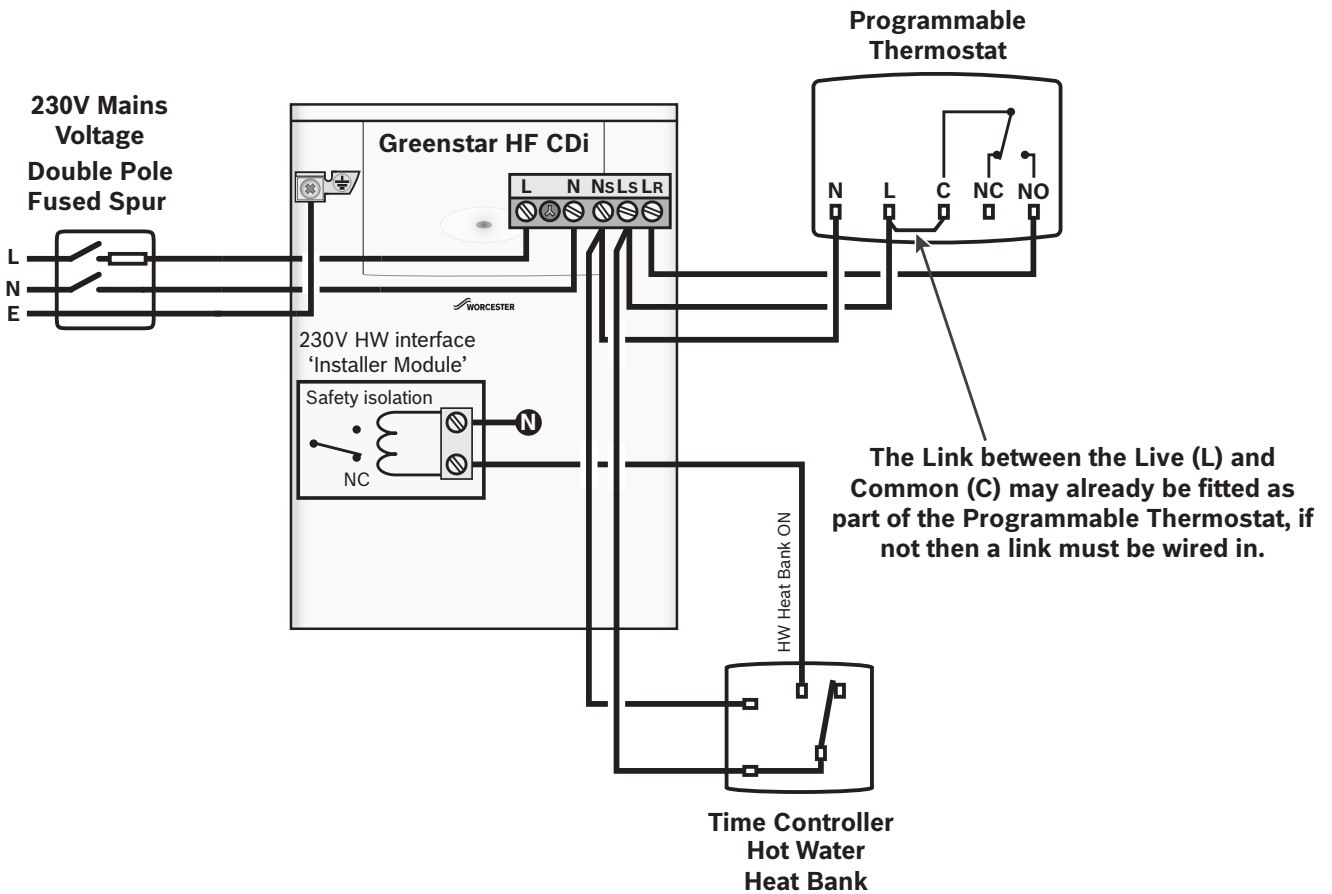 Programmable
Thermostat
230V Mains
Voltage
Double Pole
Fused Spur
Greenstar HF CDi
L N NS LS LR
N L C NC NO
L
N
E
WORCESTER
230V HW interface
‘Installer Module’
Safety isolation
N
NC
The Link between the Live (L) and
Common (C) may already be fitted as
part of the Programmable Thermostat, if
not then a link must be wired in.
HW Heat Bank ON
Time Controller
Hot Water
Heat Bank